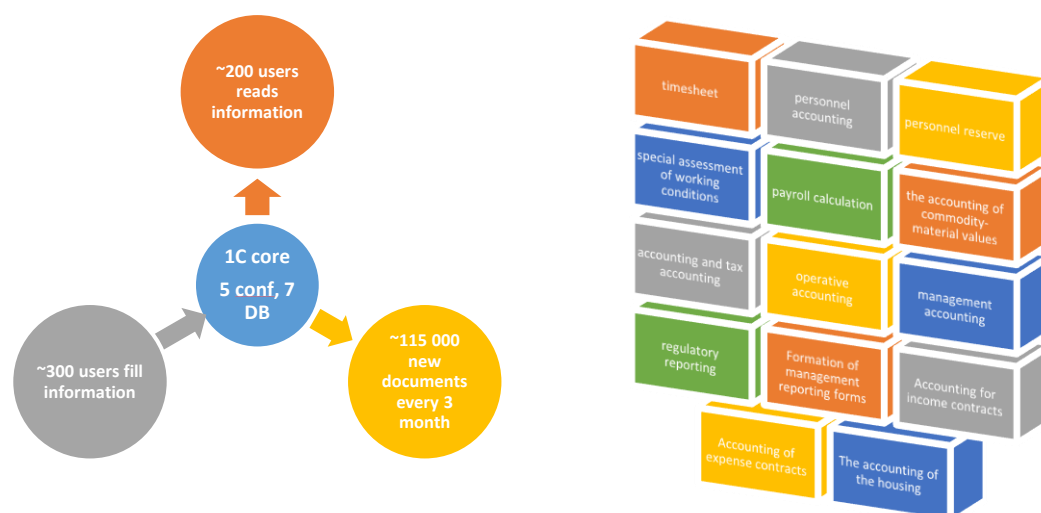 ~200 users
reads
information
1C core
5 conf, 7
DB
~300 users fill
information
~115 000
new
documents
every 3
month
timesheet
personnel
accounting
personnel reserve
special assessment
of working
conditions
payroll calculation
the accounting of
commodity-
material values
accounting and tax
accounting
operative
accounting
management
accounting
regulatory
reporting
Formation of
management
reporting forms
Accounting for
income contracts
Accounting of
expense contracts
The accounting of
the housing